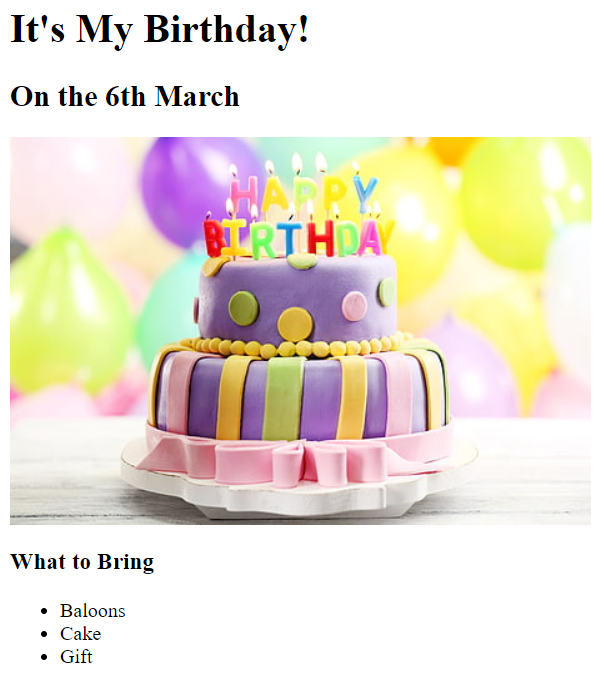 It's My Birthday!
On the 6th March
HAPPY
BIRTHDAY
What to Bring
Baloons
Cake
Gift